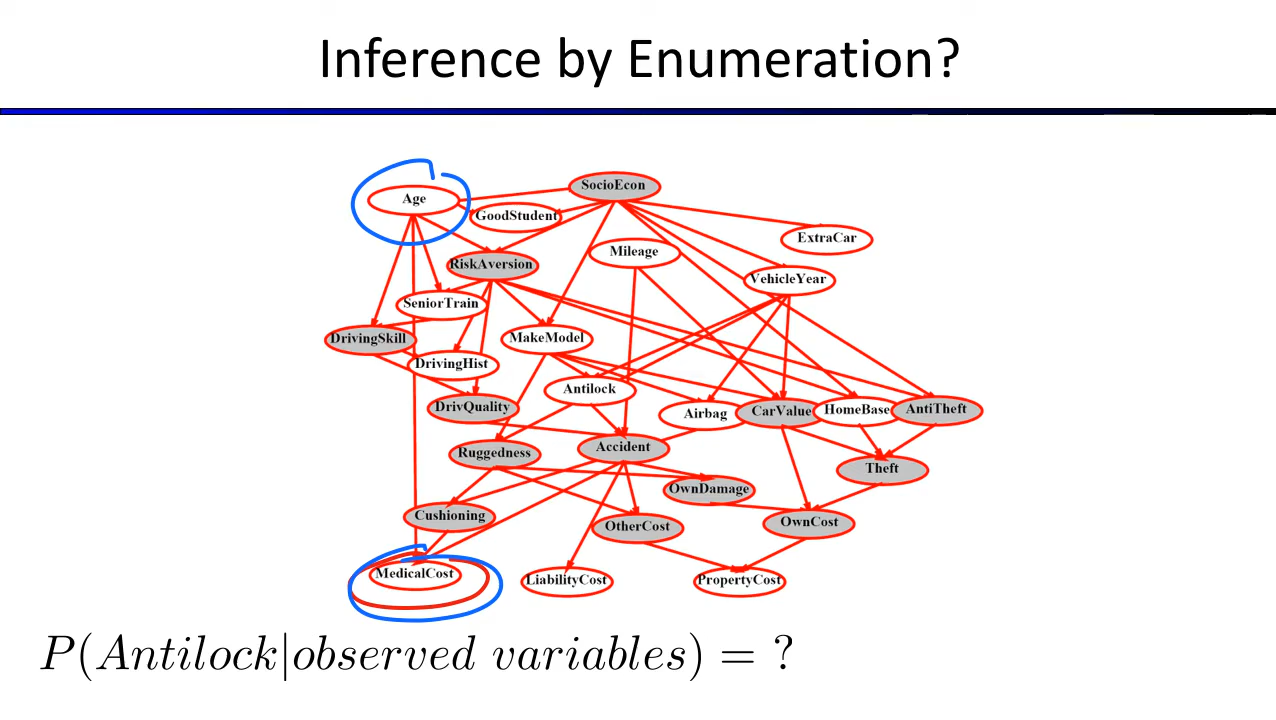 Inference by Enumeration?
SocioEcon
Age
GoodStudent
ExtraCar
Mileage
RiskAversion
VehicleYear
SeniorTrain
DrivingSkill
MakeModel
DrivingHist
Antilock
DrivQuality
Airbag
CarValue
HomeBase
AntiTheft
Ruggedness
Accident
Theft
OwnDamage
Cushioning
OtherCost
OwnCost
MedicalCost
LiabilityCost
PropertyCost
P(Antilock|observed variables) = ?